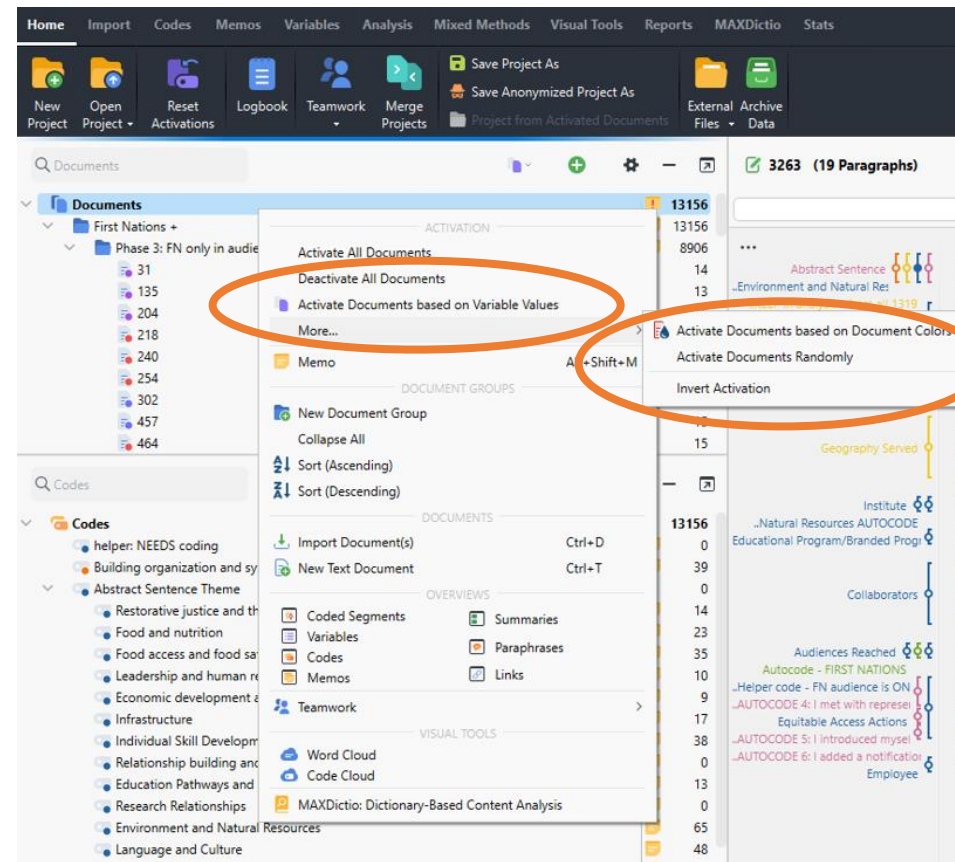 Home Import Codes Memos Variables Analysis Mixed Methods Visual Tools Reports MAXDictio Stats
New Project
Open Project
Reset Activations
Logbook
Teamwork
Merge Projects
Save Project As
Save Anonymized Project As
Project from Activated Documents
External Files
Archive Data
Documents
3263 (19 Paragraphs)
Documents 13156
First Nations + 13156
Phase 3: FN only in audie 8906
31 14
135 13
204
218
240
254
302
457
464 15
ACTIVATION
Activate All Documents
Deactivate All Documents
Activate Documents based on Variable Values
More...
Activate Documents based on Document Colors
Activate Documents Randomly
Invert Activation
Memo
+Shift+M
DOCUMENT GROUPS
New Document Group
Collapse All
Sort (Ascending)
Sort (Descending)
DOCUMENTS
Import Document(s) Ctrl+D
New Text Document Ctrl+T
OVERVIEWS
Coded Segments
Summaries
Variables
Paraphrases
Codes
Links
Memos
Teamwork
VISUAL TOOLS
Word Cloud
Code Cloud
MAXDictio: Dictionary-Based Content Analysis
Codes
Codes 13156
helper: NEEDS coding 0
Building organization and sy 39
Abstract Sentence Theme 0
Restorative justice and th 14
Food and nutrition 23
Food access and food sa 35
Leadership and human re 10
Economic development a 9
Infrastructure 17
Individual Skill Developm 38
Relationship building and 0
Education Pathways and 13
Research Relationships 0
Environment and Natural Resources 65
Language and Culture 48
...
Abstract Sentence
..Environment and Natural Re
Geography Served
Institute
..Natural Resources AUTOCODE
Educational Program/Branded Progr
Collaborators
Audiences Reached
Autocode - FIRST NATIONS
..Helper code - FN audience is ON
..AUTOCODE 4: I met with represe
Equitable Access Actions
..AUTOCODE 5: I introduced mysel
..AUTOCODE 6: I added a notification
Employee